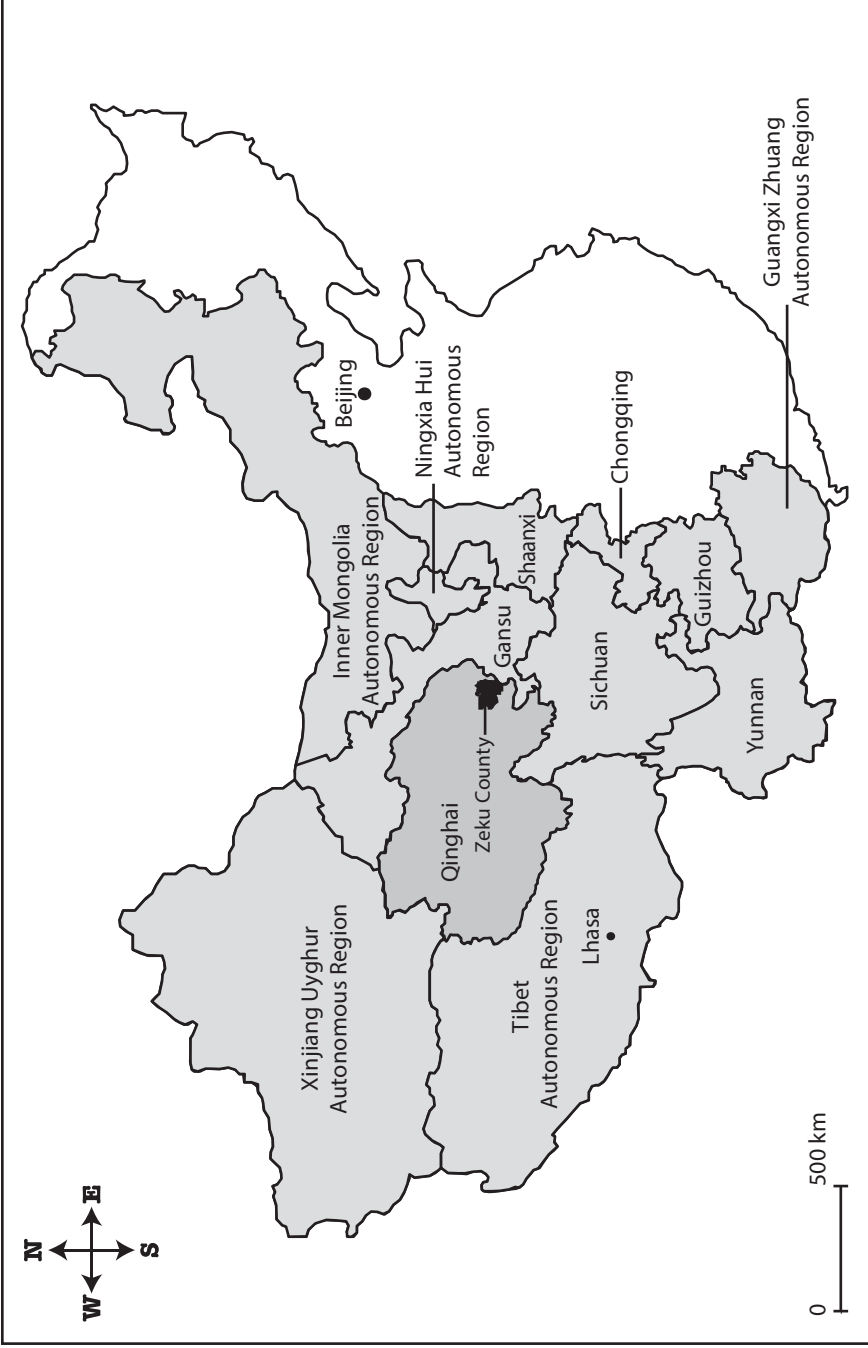 N
W E
S
Xinjiang Uyghur
Autonomous Region
Inner Mongolia
Autonomous Region
Beijing
Ningxia Hui
Autonomous
Region
Qinghai
Zeku County
Gansu
Shaanxi
Tibet
Autonomous Region
Lhasa
Sichuan
Chongqing
Guizhou
Yunnan
Guangxi Zhuang
Autonomous Region
0 500 km